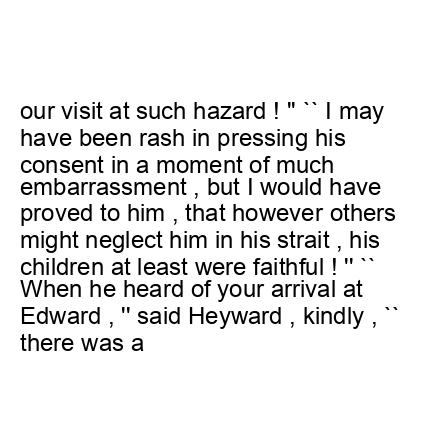 our visit at such hazard ! " `` I may
have been rash in pressing his
consent in a moment of much
embarrassment , but I would have
proved to him , that however others
might neglect him in his strait , his
children at least were faithful ! '' ``
When he heard of your arrival at
Edward , '' said Heyward , kindly , ``
there was a